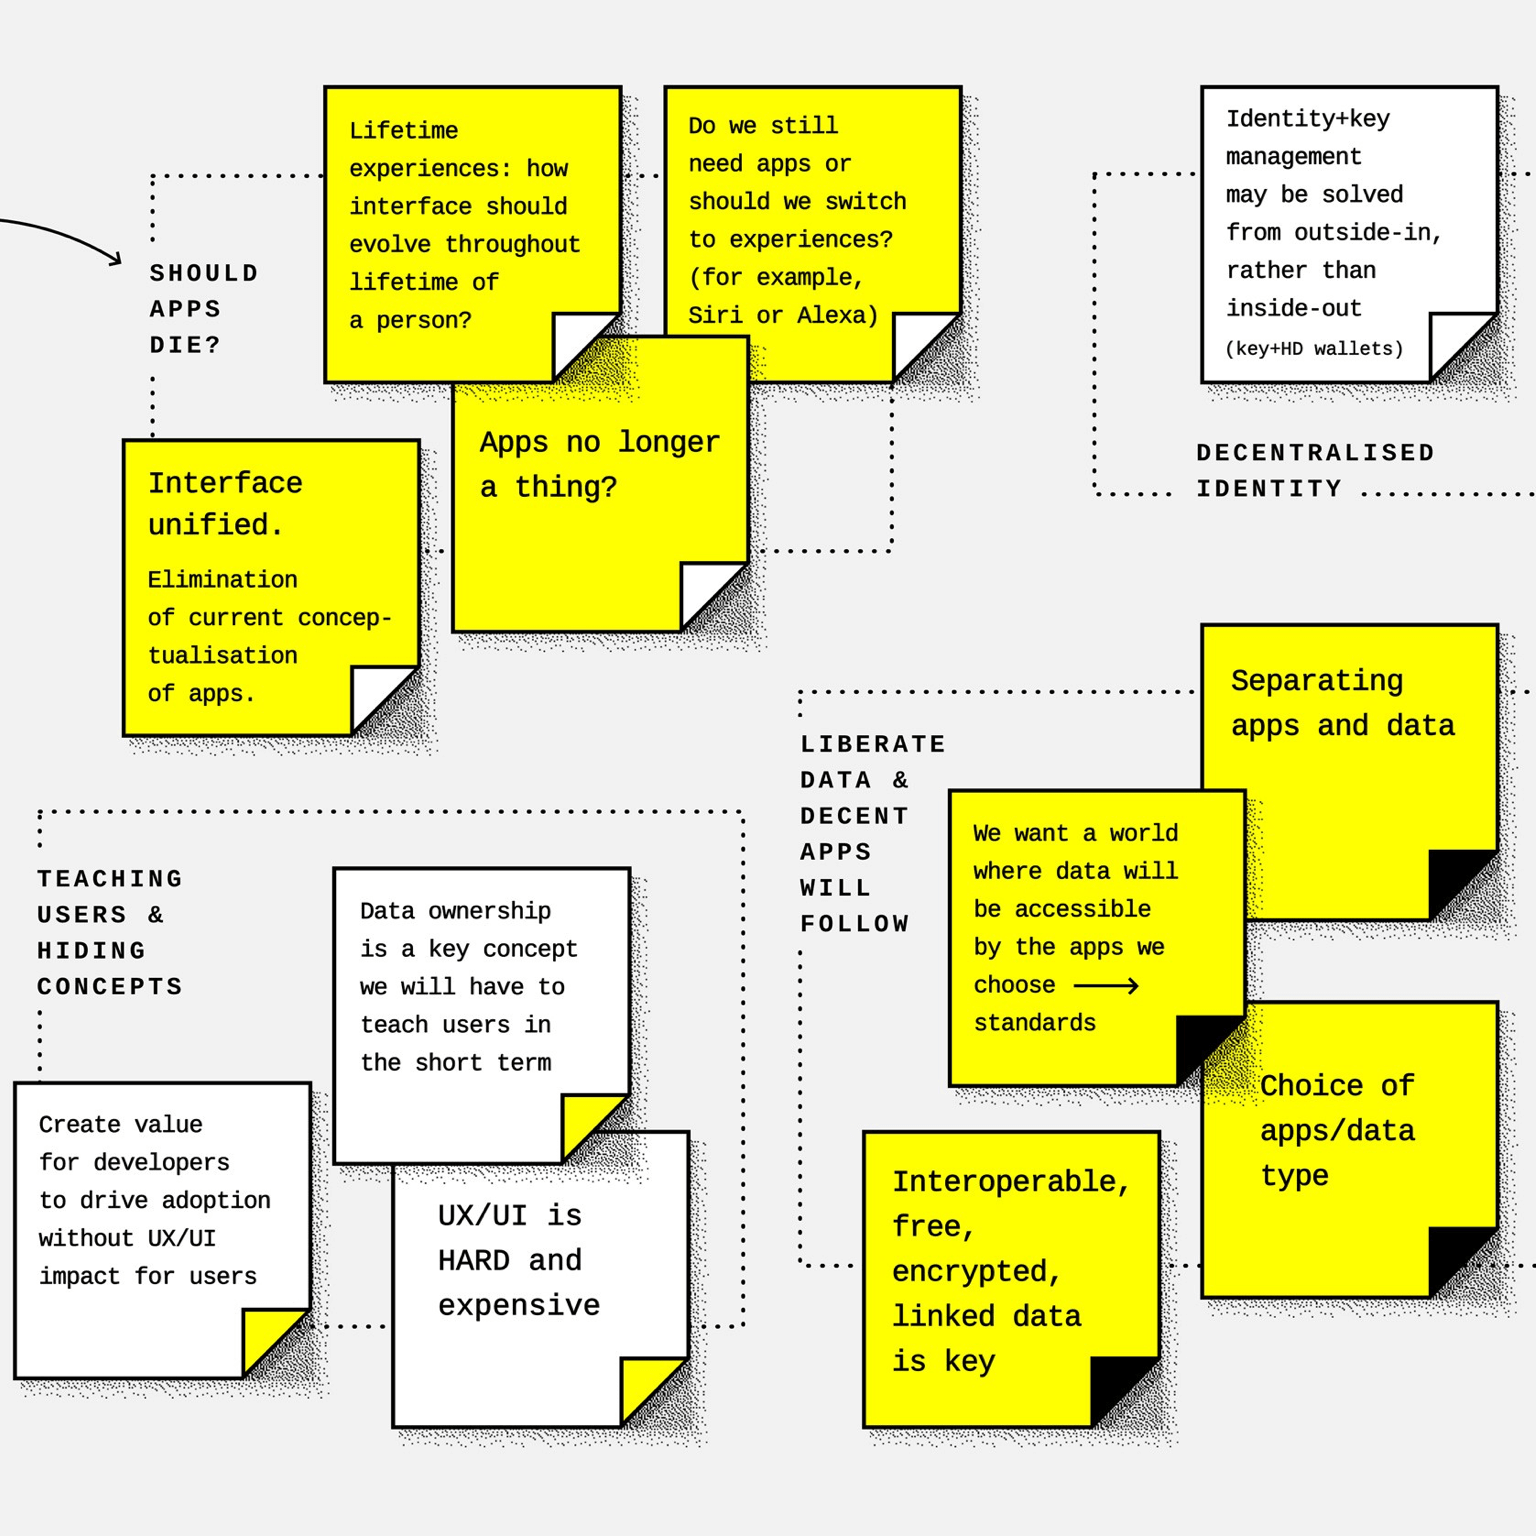 SHOULD
APPS
DIE?
Lifetime
experiences: how
interface should
evolve throughout
lifetime of
a person?
Do we still
need apps or
should we switch
to experiences?
(for example,
Siri or Alexa)
Apps no longer
a thing?
Interface
unified.
Elimination
of current concep-
tualisation
of apps.
Identity+key
management
may be solved
from outside-in,
rather than
inside-out
(key+HD wallets)
DECENTRALISED
IDENTITY
TEACHING
USERS &
HIDING
CONCEPTS
Data ownership
is a key concept
we will have to
teach users in
the short term
Create value
for developers
to drive adoption
without UX/UI
impact for users
UX/UI is
HARD and
expensive
LIBERATE
DATA &
DECENT
APPS
WILL
FOLLOW
Separating
apps and data
We want a world
where data will
be accessible
by the apps we
choose ⟶
standards
Choice of
apps/data
type
Interoperable,
free,
encrypted,
linked data
is key